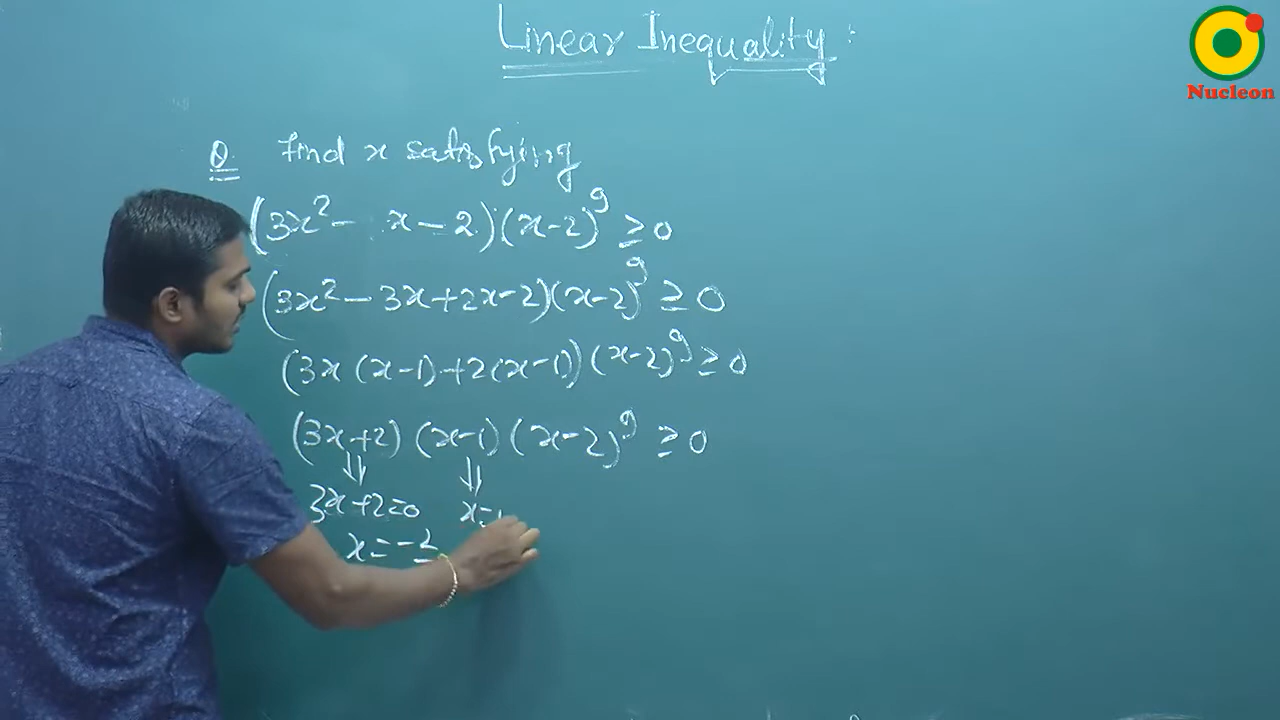 Linear Inequality :
Nucleon
Q. Find x satisfying
(3x² - x - 2)(x-2)⁹ ≥ 0
(3x² - 3x + 2x - 2)(x-2)⁹ ≥ 0
(3x (x-1) + 2(x-1)) (x-2)⁹ ≥ 0
(3x+2) (x-1) (x-2)⁹ ≥ 0
⇓ ⇓
3x+2=0 x=
x = -2